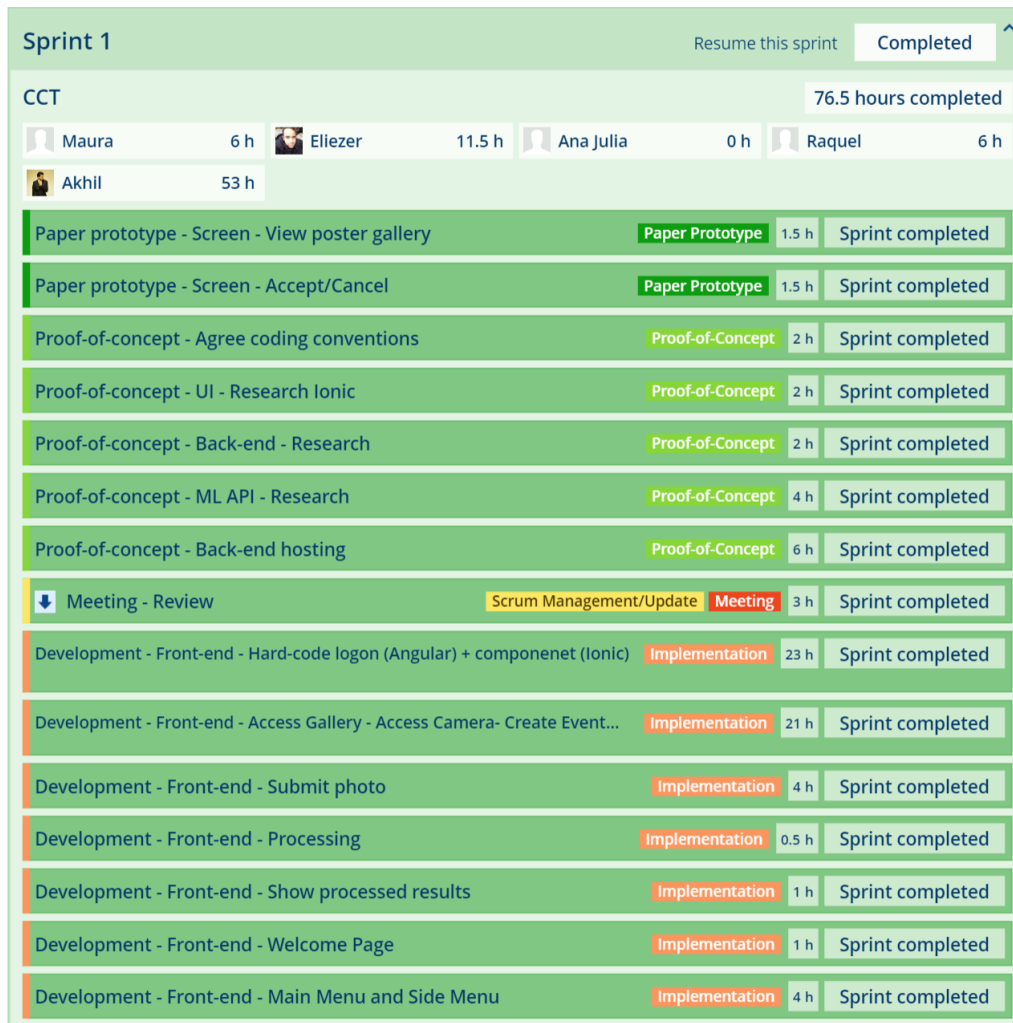 Sprint 1 Resume this sprint Completed
CCT 76.5 hours completed
Maura 6 h Eliezer 11.5 h Ana Julia 0 h Raquel 6 h
Akhil 53 h
Paper prototype - Screen - View poster gallery Paper Prototype 1.5 h Sprint completed
Paper prototype - Screen - Accept/Cancel Paper Prototype 1.5 h Sprint completed
Proof-of-concept - Agree coding conventions Proof-of-Concept 2 h Sprint completed
Proof-of-concept - UI - Research Ionic Proof-of-Concept 2 h Sprint completed
Proof-of-concept - Back-end - Research Proof-of-Concept 2 h Sprint completed
Proof-of-concept - ML API - Research Proof-of-Concept 4 h Sprint completed
Proof-of-concept - Back-end hosting Proof-of-Concept 6 h Sprint completed
Meeting - Review Scrum Management/Update Meeting 3 h Sprint completed
Development - Front-end - Hard-code logon (Angular) + componenet (Ionic) Implementation 23 h Sprint completed
Development - Front-end - Access Gallery - Access Camera- Create Event... Implementation 21 h Sprint completed
Development - Front-end - Submit photo Implementation 4 h Sprint completed
Development - Front-end - Processing Implementation 0.5 h Sprint completed
Development - Front-end - Show processed results Implementation 1 h Sprint completed
Development - Front-end - Welcome Page Implementation 1 h Sprint completed
Development - Front-end - Main Menu and Side Menu Implementation 4 h Sprint completed